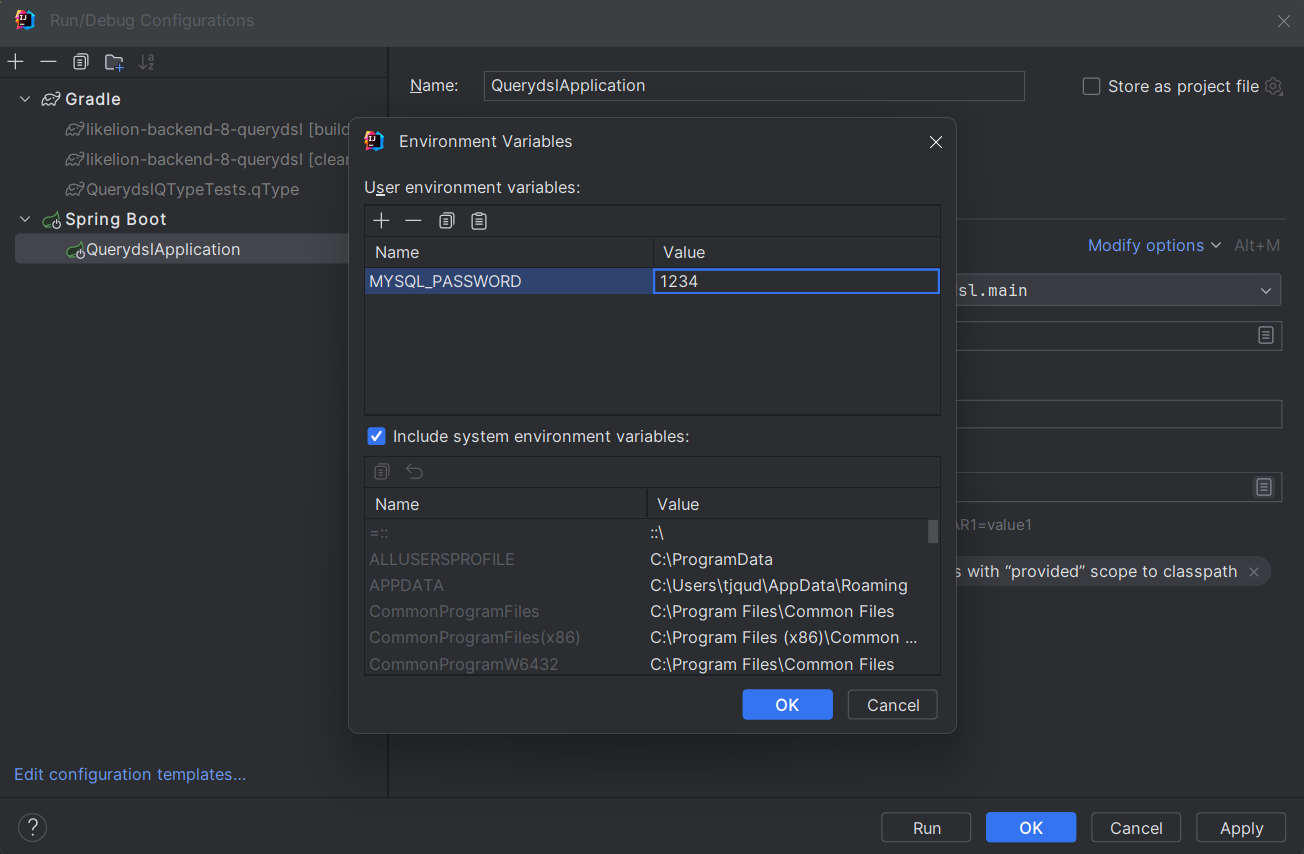 Run/Debug Configurations
Name: QuerydslApplication
Store as project file
Gradle
likelion-backend-8-querydsl [build
likelion-backend-8-querydsl [clear
QuerydslQTypeTests.qType
Spring Boot
QuerydslApplication
Environment Variables
User environment variables:
Name Value
MYSQL_PASSWORD 1234
Include system environment variables:
Name Value
=:: ::\
ALLUSERSPROFILE C:\ProgramData
APPDATA C:\Users\tjqud\AppData\Roaming
CommonProgramFiles C:\Program Files\Common Files
CommonProgramFiles(x86) C:\Program Files (x86)\Common ...
CommonProgramW6432 C:\Program Files\Common Files
OK Cancel
Modify options Alt+M
sl.main
AR1=value1
s with “provided” scope to classpath
Edit configuration templates...
? Run OK Cancel Apply